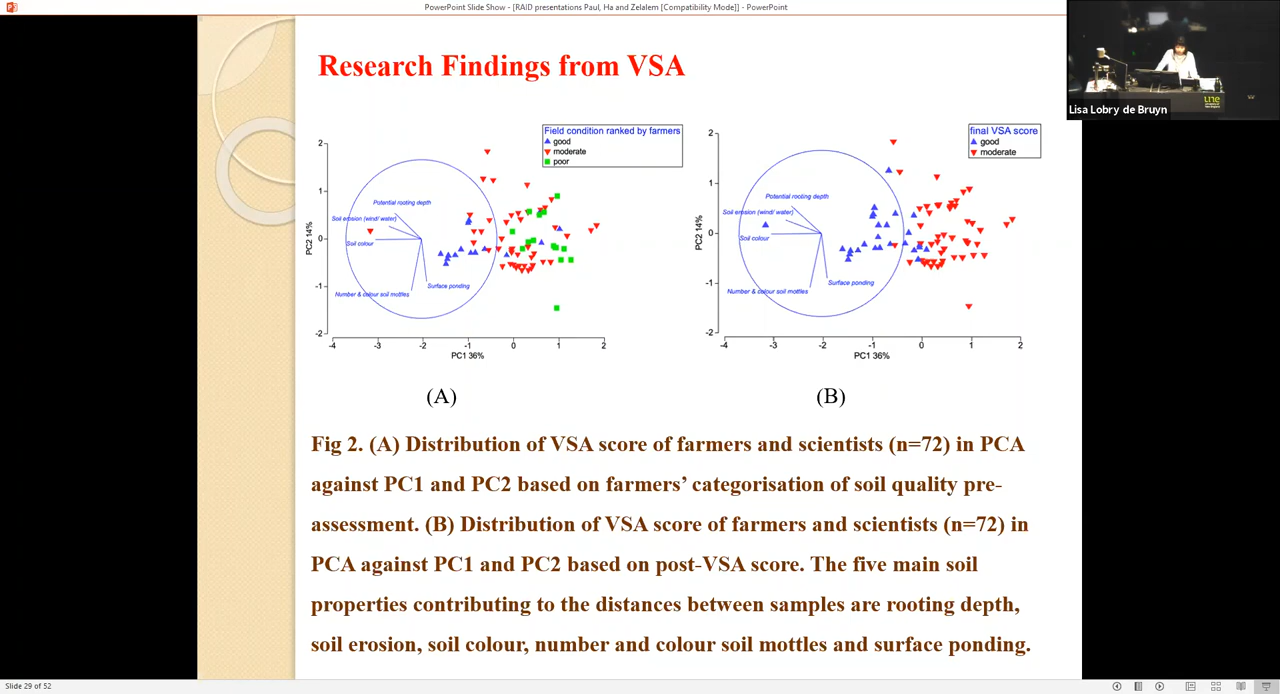 PowerPoint Slide Show - [RAID presentations Paul, Ha and Zelalem [Compatibility Mode]] - PowerPoint
Lisa Lobry de Bruyn
une
Research Findings from VSA
Field condition ranked by farmers
good
moderate
poor
2
1
0
-1
-2
PC2 14%
Potential rooting depth
Soil erosion (wind/ water)
Soil colour
Number & colour soil mottles
Surface ponding
-4 -3 -2 -1 0 1 2
PC1 36%
(A)
final VSA score
good
moderate
2
1
0
-1
-2
PC2 14%
Potential rooting depth
Soil erosion (wind/ water)
Soil colour
Number & colour soil mottles
Surface ponding
-4 -3 -2 -1 0 1 2
PC1 36%
(B)
Fig 2. (A) Distribution of VSA score of farmers and scientists (n=72) in PCA
against PC1 and PC2 based on farmers’ categorisation of soil quality pre-
assessment. (B) Distribution of VSA score of farmers and scientists (n=72) in
PCA against PC1 and PC2 based on post-VSA score. The five main soil
properties contributing to the distances between samples are rooting depth,
soil erosion, soil colour, number and colour soil mottles and surface ponding.
Slide 29 of 52